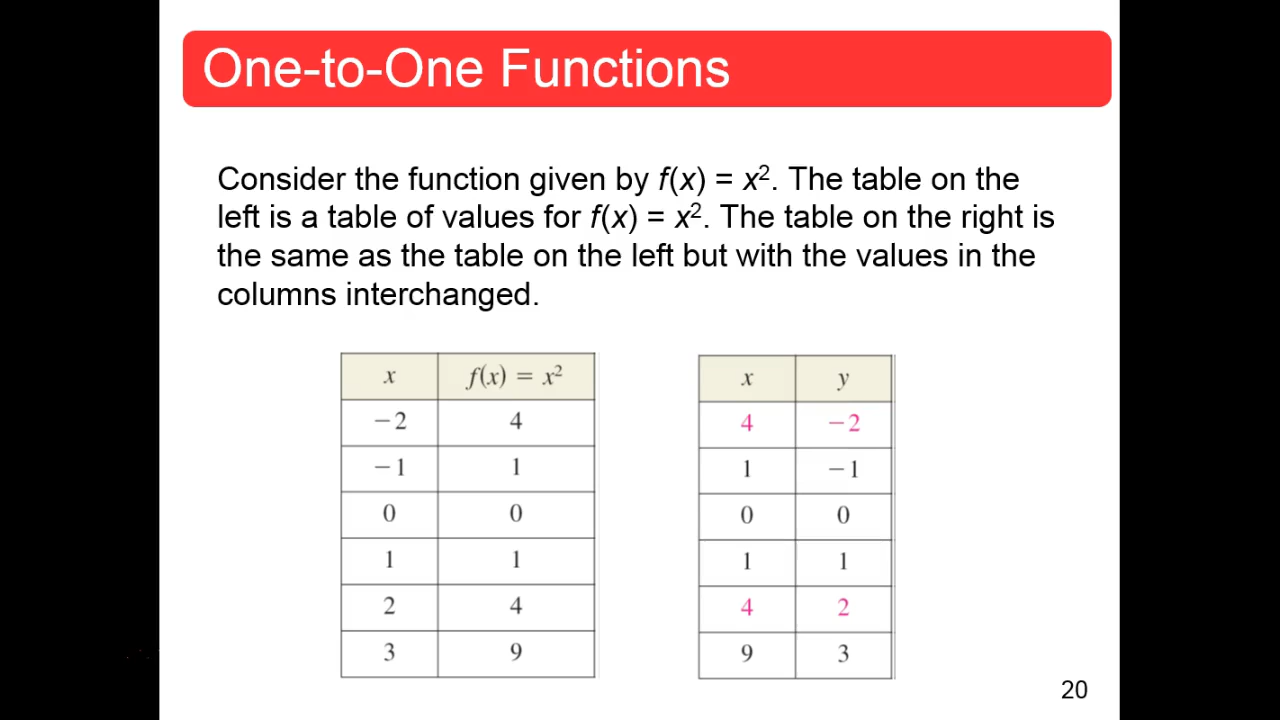 One-to-One Functions
Consider the function given by f(x) = x². The table on the
left is a table of values for f(x) = x². The table on the right is
the same as the table on the left but with the values in the
columns interchanged.
x f(x) = x²
−2 4
−1 1
0 0
1 1
2 4
3 9
x y
4 −2
1 −1
0 0
1 1
4 2
9 3
20